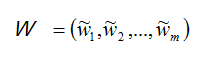 W = (w̃₁,w̃₂,...,w̃ₘ)